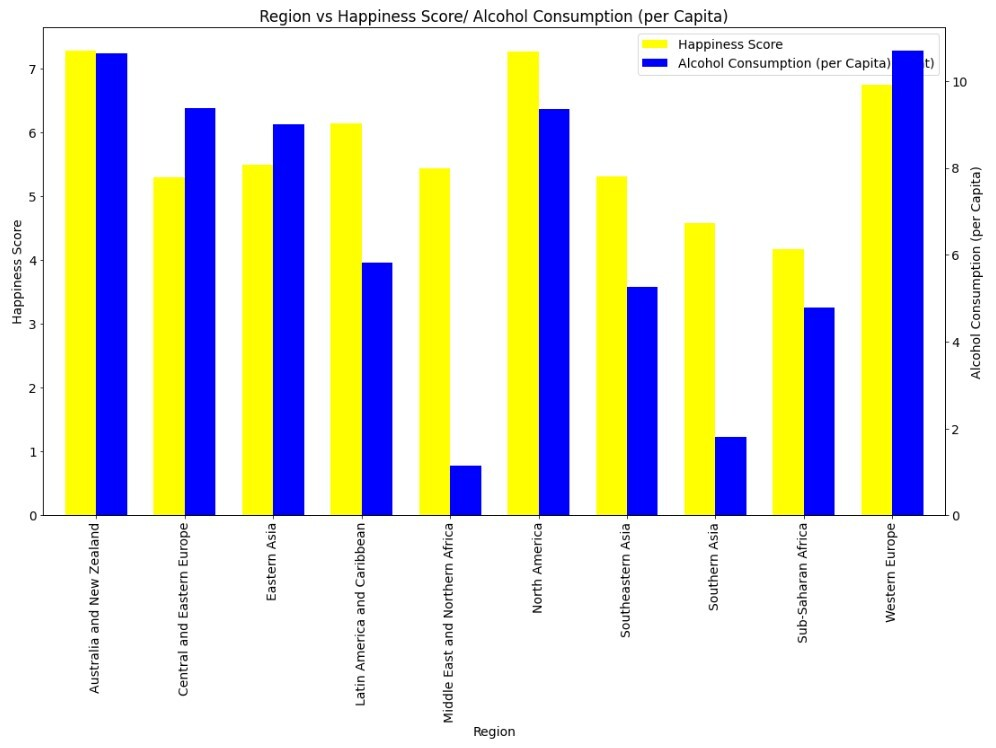 Region vs Happiness Score/ Alcohol Consumption (per Capita)
Happiness Score
Alcohol Consumption (per Capita)
7
6
5
4
3
2
1
0
Happiness Score
10
8
6
4
2
0
Alcohol Consumption (per Capita)
Australia and New Zealand
Central and Eastern Europe
Eastern Asia
Latin America and Caribbean
Middle East and Northern Africa
North America
Southeastern Asia
Southern Asia
Sub-Saharan Africa
Western Europe
Region